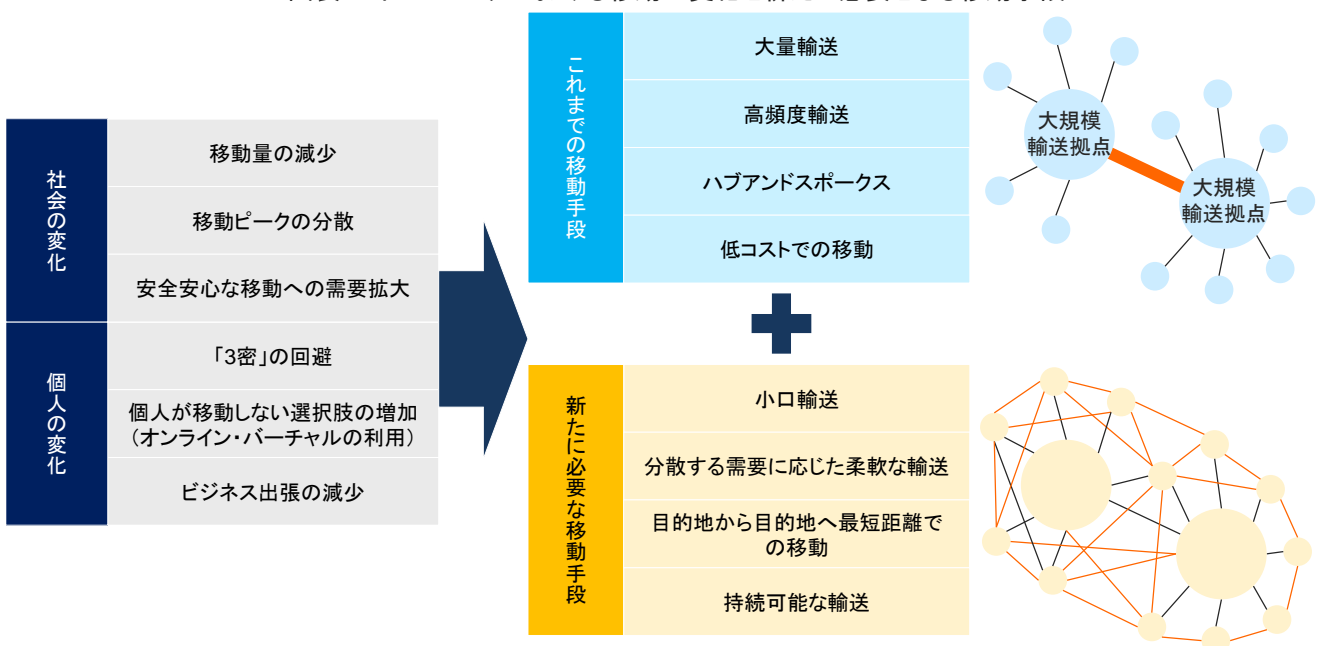 社会の変化
移動量の減少
移動ピークの分散
安全安心な移動への需要拡大
個人の変化
「3密」の回避
個人が移動しない選択肢の増加
（オンライン・バーチャルの利用）
ビジネス出張の減少
これまでの移動手段
大量輸送
高頻度輸送
ハブアンドスポークス
低コストでの移動
大規模
輸送拠点
大規模
輸送拠点
新たに必要な移動手段
小口輸送
分散する需要に応じた柔軟な輸送
目的地から目的地へ最短距離で
の移動
持続可能な輸送